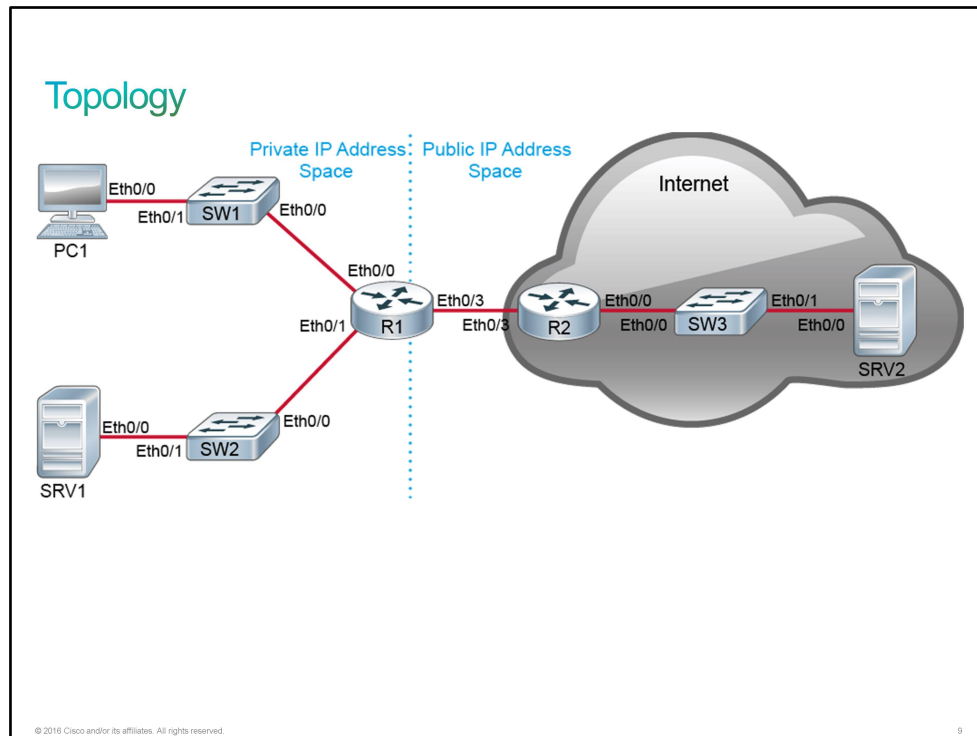 Topology
Private IP Address
Space
Public IP Address
Space
Internet
Eth0/0
Eth0/1
SW1
Eth0/0
PC1
Eth0/0
Eth0/1
R1
Eth0/3
Eth0/3
R2
Eth0/0
Eth0/0
SW3
Eth0/1
Eth0/0
SRV2
Eth0/0
Eth0/1
SW2
Eth0/0
SRV1
© 2016 Cisco and/or its affiliates. All rights reserved.
9